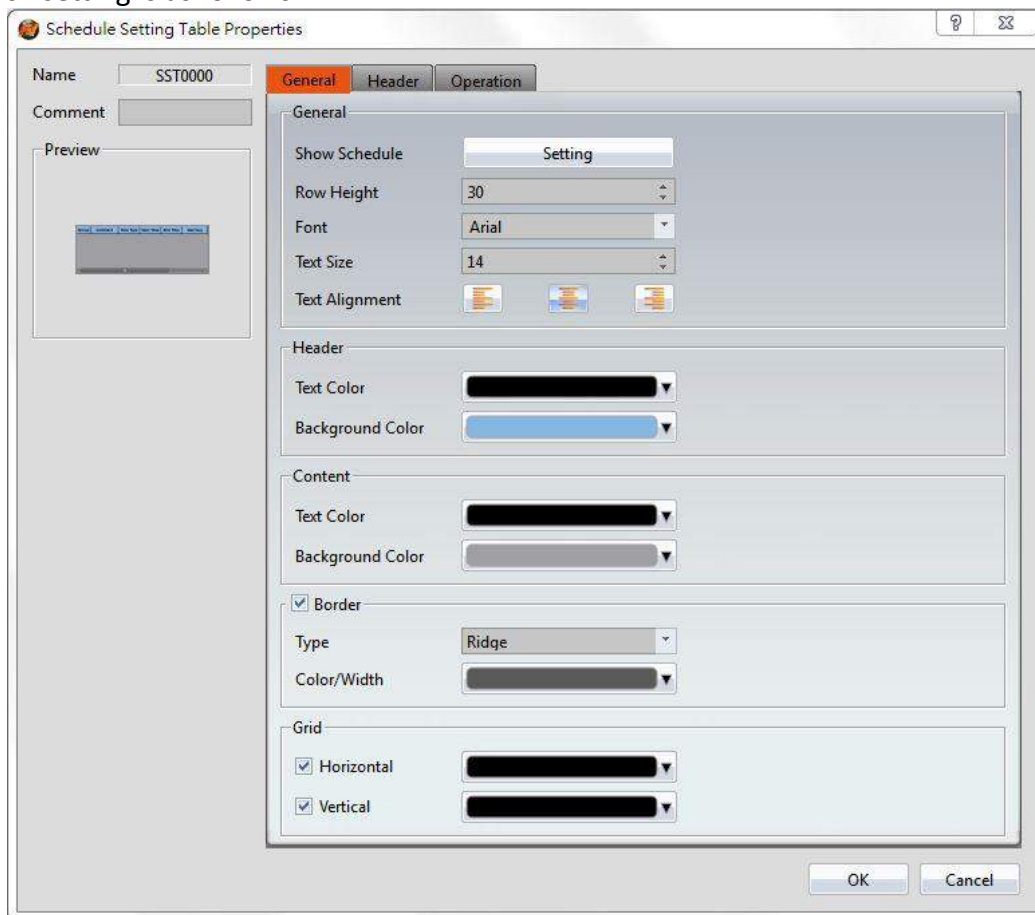 Schedule Setting Table Properties
Name SST0000
Comment
Preview
General Header Operation
General
Show Schedule Setting
Row Height 30
Font Arial
Text Size 14
Text Alignment
Header
Text Color
Background Color
Content
Text Color
Background Color
Border
Type Ridge
Color/Width
Grid
Horizontal
Vertical
OK Cancel